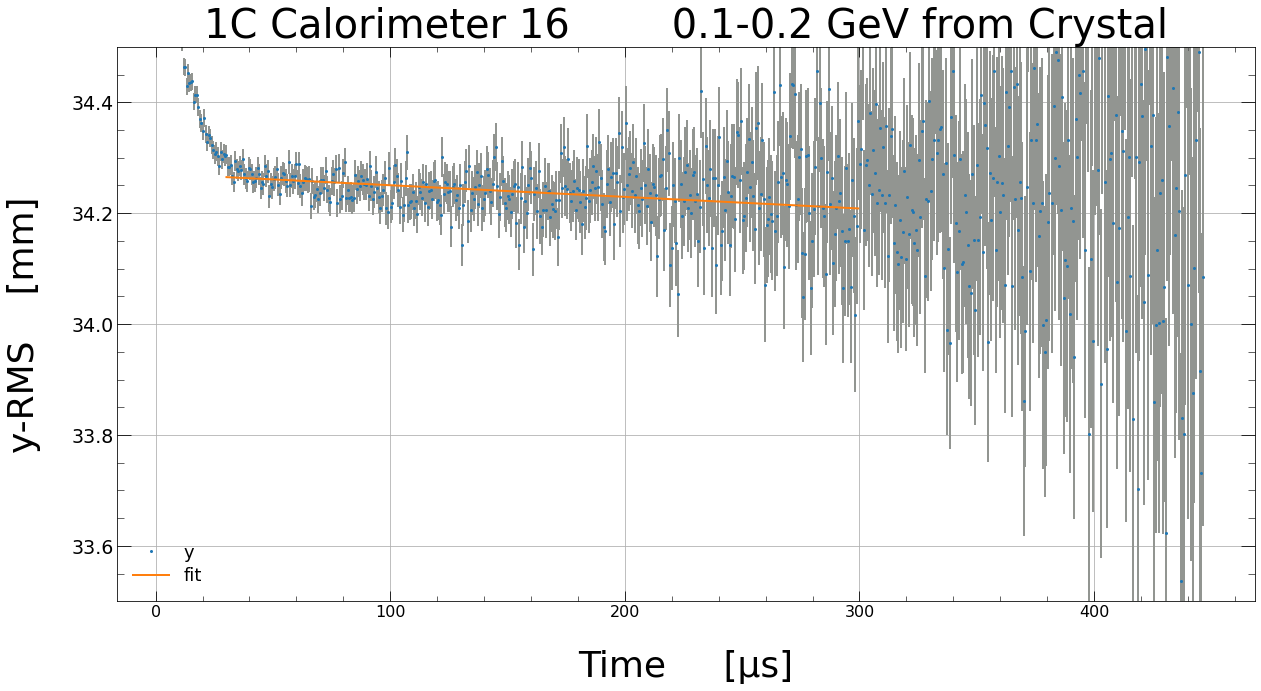 1C Calorimeter 16 0.1-0.2 GeV from Crystal
y-RMS [mm]
34.4
34.2
34.0
33.8
33.6
y
fit
0 100 200 300 400
Time [µs]